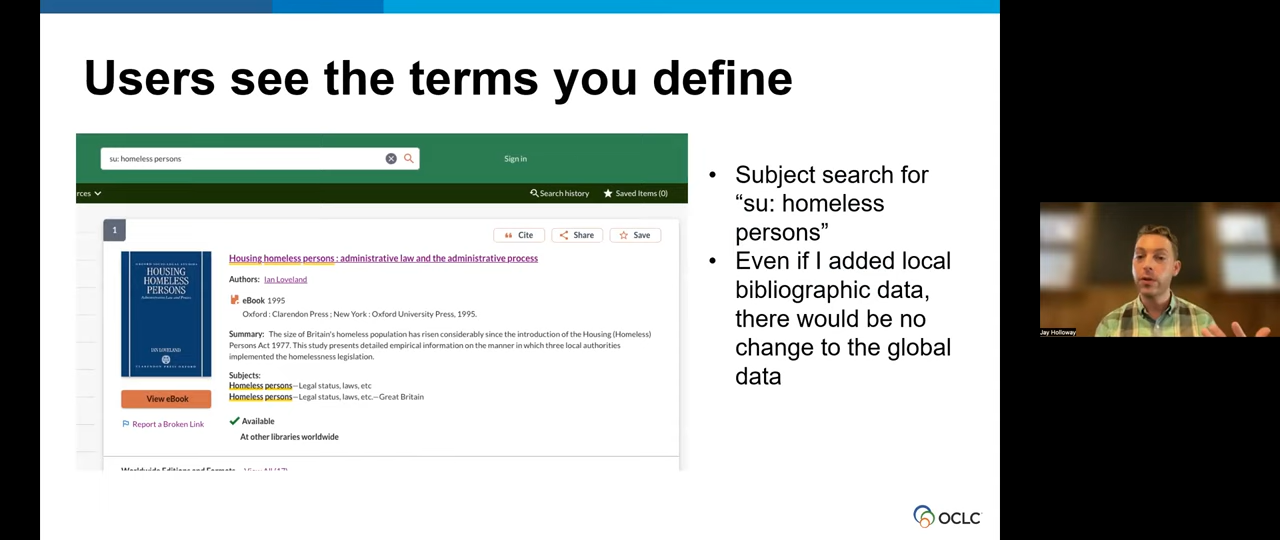 Users see the terms you define
su: homeless persons
Sign in
rces
Search history
Saved Items (0)
1
Cite
Share
Save
HOUSING
HOMELESS
PERSONS
IAN LOVELAND
Housing homeless persons : administrative law and the administrative process
Authors: Ian Loveland
eBook 1995
Oxford : Clarendon Press ; New York : Oxford University Press, 1995.
Summary: The size of Britain's homeless population has risen considerably since the introduction of the Housing (Homeless)
Persons Act 1977. This study presents detailed empirical information on the manner in which three local authorities
implemented the homelessness legislation.
Subjects:
Homeless persons--Legal status, laws, etc
Homeless persons--Legal status, laws, etc.--Great Britain
View eBook
Report a Broken Link
Available
At other libraries worldwide
• Subject search for
“su: homeless
persons”
• Even if I added local
bibliographic data,
there would be no
change to the global
data
Jay Holloway
OCLC